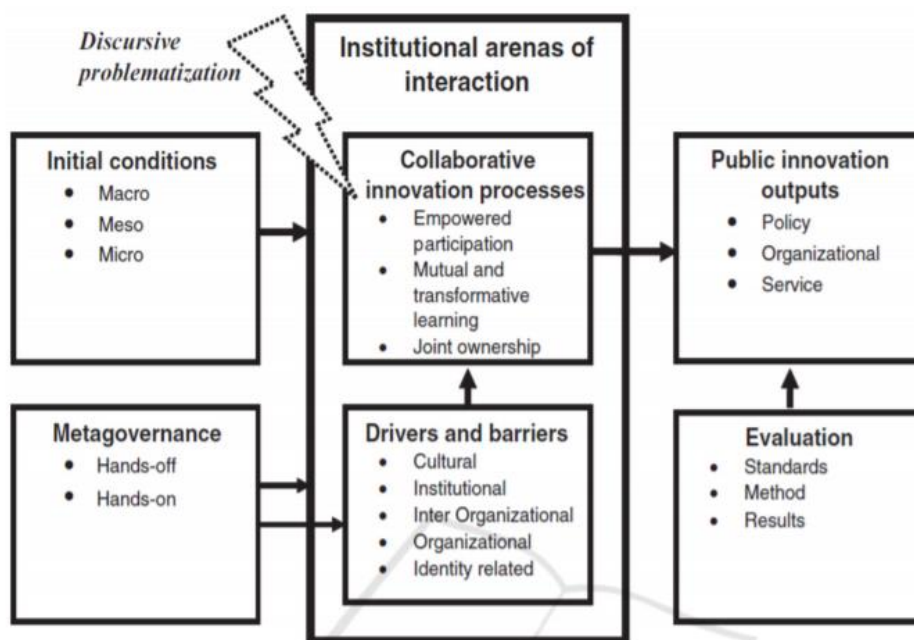 Discursive
problematization
Institutional arenas of
interaction
Initial conditions
• Macro
• Meso
• Micro
Collaborative
innovation processes
• Empowered
participation
• Mutual and
transformative
learning
• Joint ownership
Public innovation
outputs
• Policy
• Organizational
• Service
Metagovernance
• Hands-off
• Hands-on
Drivers and barriers
• Cultural
• Institutional
• Inter Organizational
• Organizational
• Identity related
Evaluation
• Standards
• Method
• Results